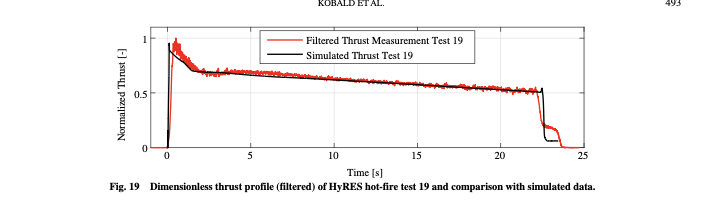 KOBALD ET AL.
493
Filtered Thrust Measurement Test 19
Simulated Thrust Test 19
Normalized Thrust [-]
1
0.5
0
0 5 10 15 20 25
Time [s]
Fig. 19 Dimensionless thrust profile (filtered) of HyRES hot-fire test 19 and comparison with simulated data.